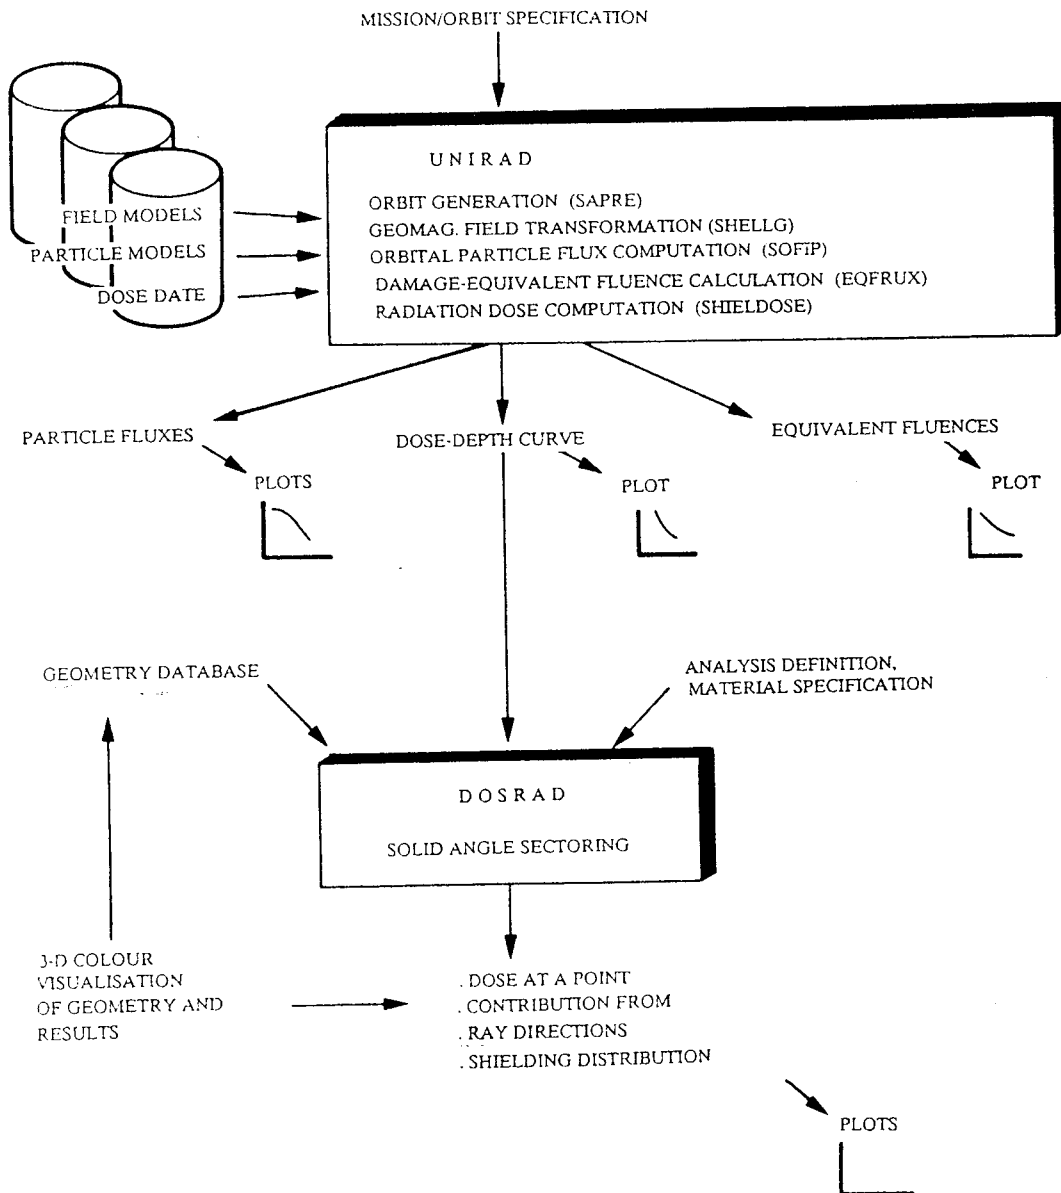 MISSION/ORBIT SPECIFICATION
UNIRAD
ORBIT GENERATION (SAPRE)
GEOMAG. FIELD TRANSFORMATION (SHELLG)
ORBITAL PARTICLE FLUX COMPUTATION (SOFIP)
DAMAGE-EQUIVALENT FLUENCE CALCULATION (EQFRUX)
RADIATION DOSE COMPUTATION (SHIELDOSE)
FIELD MODELS
PARTICLE MODELS
DOSE DATE
PARTICLE FLUXES
PLOTS
DOSE-DEPTH CURVE
PLOT
EQUIVALENT FLUENCES
PLOT
GEOMETRY DATABASE
ANALYSIS DEFINITION,
MATERIAL SPECIFICATION
DOSRAD
SOLID ANGLE SECTORING
3-D COLOUR
VISUALISATION
OF GEOMETRY AND
RESULTS
. DOSE AT A POINT
. CONTRIBUTION FROM
. RAY DIRECTIONS
. SHIELDING DISTRIBUTION
PLOTS